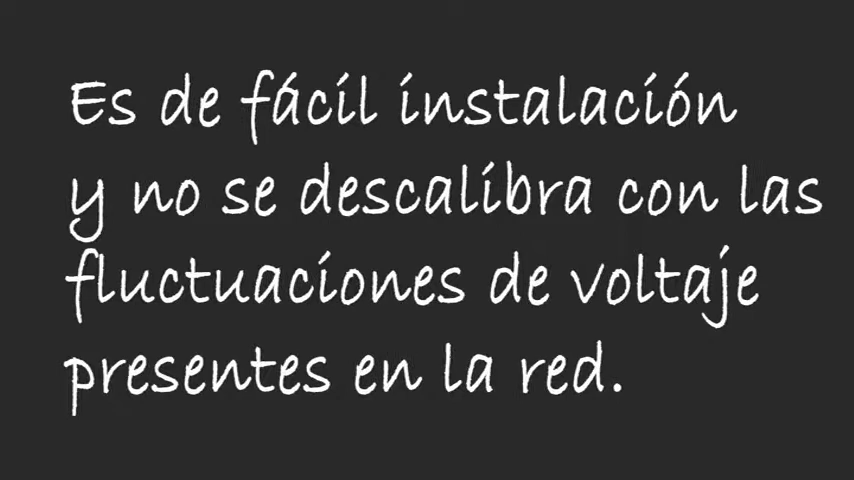 Es de fácil instalación
y no se descalibra con las
fluctuaciones de voltaje
presentes en la red.